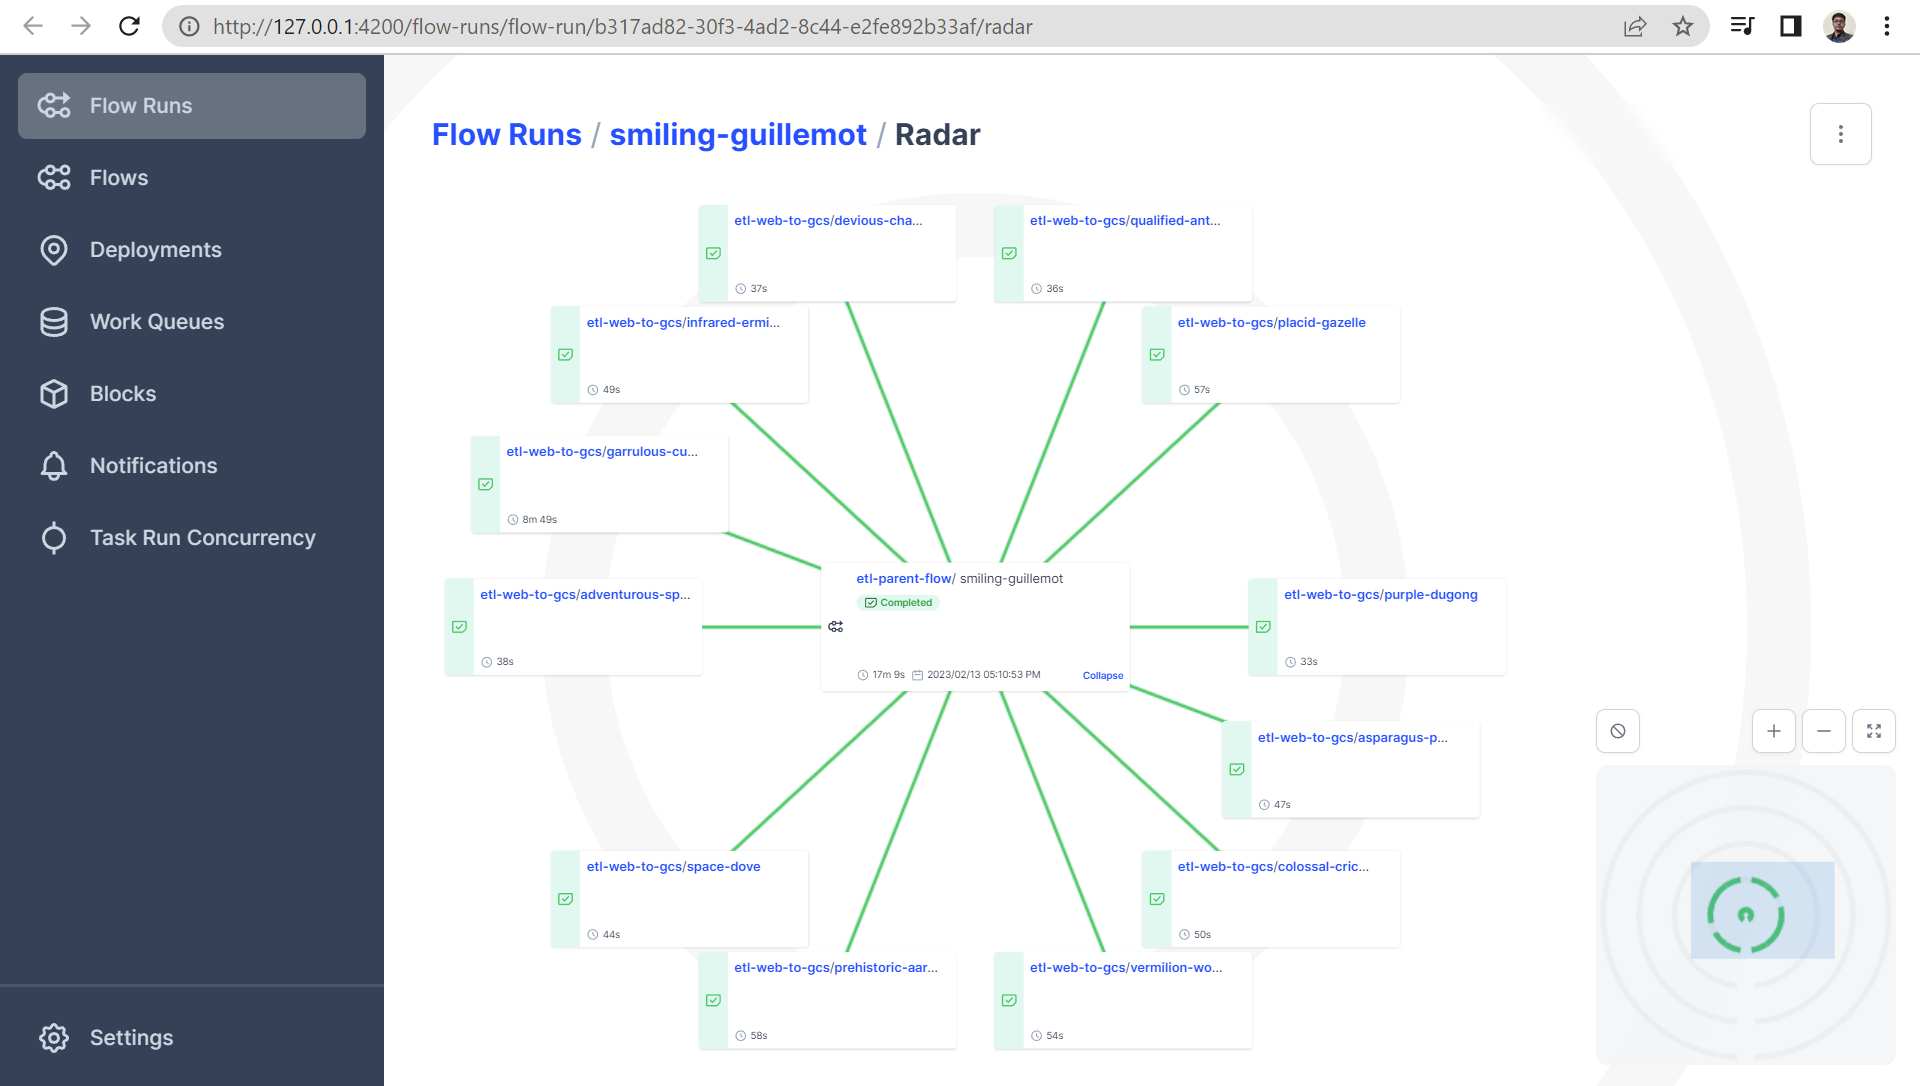 http://127.0.0.1:4200/flow-runs/flow-run/b317ad82-30f3-4ad2-8c44-e2fe892b33af/radar
Flow Runs
Flows
Deployments
Work Queues
Blocks
Notifications
Task Run Concurrency
Settings
Flow Runs / smiling-guillemot / Radar
etl-web-to-gcs/devious-cha...
37s
etl-web-to-gcs/qualified-ant...
36s
etl-web-to-gcs/infrared-ermi...
49s
etl-web-to-gcs/placid-gazelle
57s
etl-web-to-gcs/garrulous-cu...
8m 49s
etl-parent-flow/ smiling-guillemot
Completed
17m 9s 2023/02/13 05:10:53 PM Collapse
etl-web-to-gcs/adventurous-sp...
38s
etl-web-to-gcs/purple-dugong
33s
etl-web-to-gcs/asparagus-p...
47s
etl-web-to-gcs/space-dove
44s
etl-web-to-gcs/colossal-cric...
50s
etl-web-to-gcs/prehistoric-aar...
58s
etl-web-to-gcs/vermilion-wo...
54s